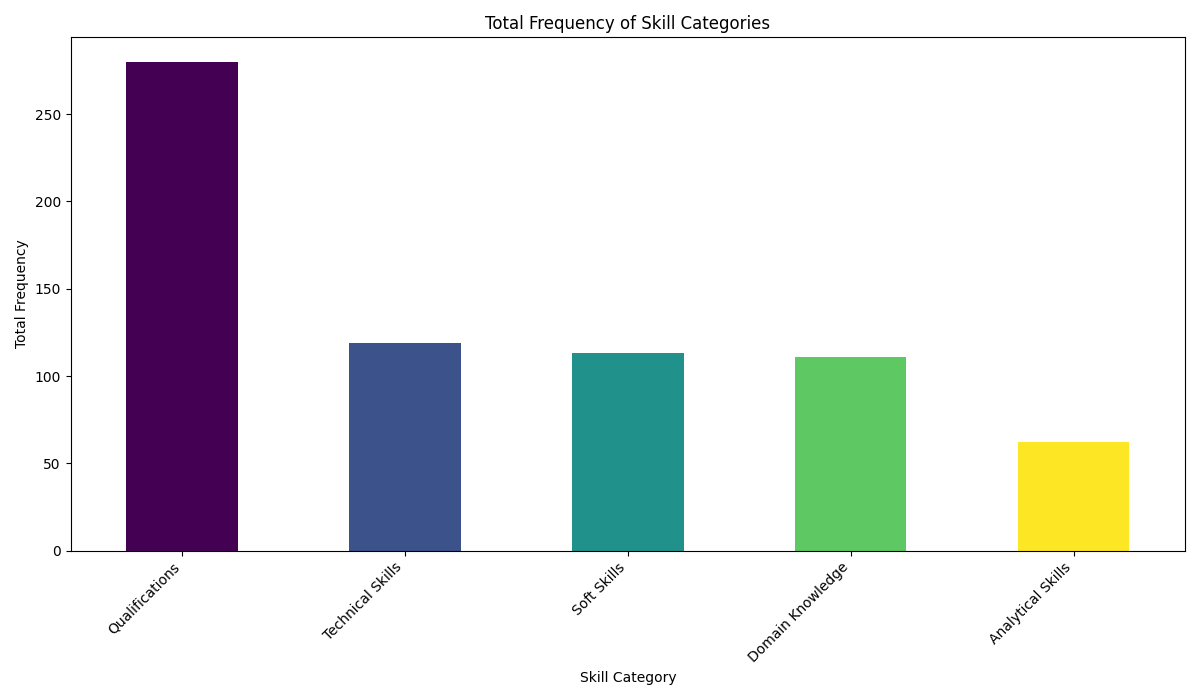 Total Frequency of Skill Categories
Total Frequency
250
200
150
100
50
0
Qualifications
Technical Skills
Soft Skills
Domain Knowledge
Analytical Skills
Skill Category